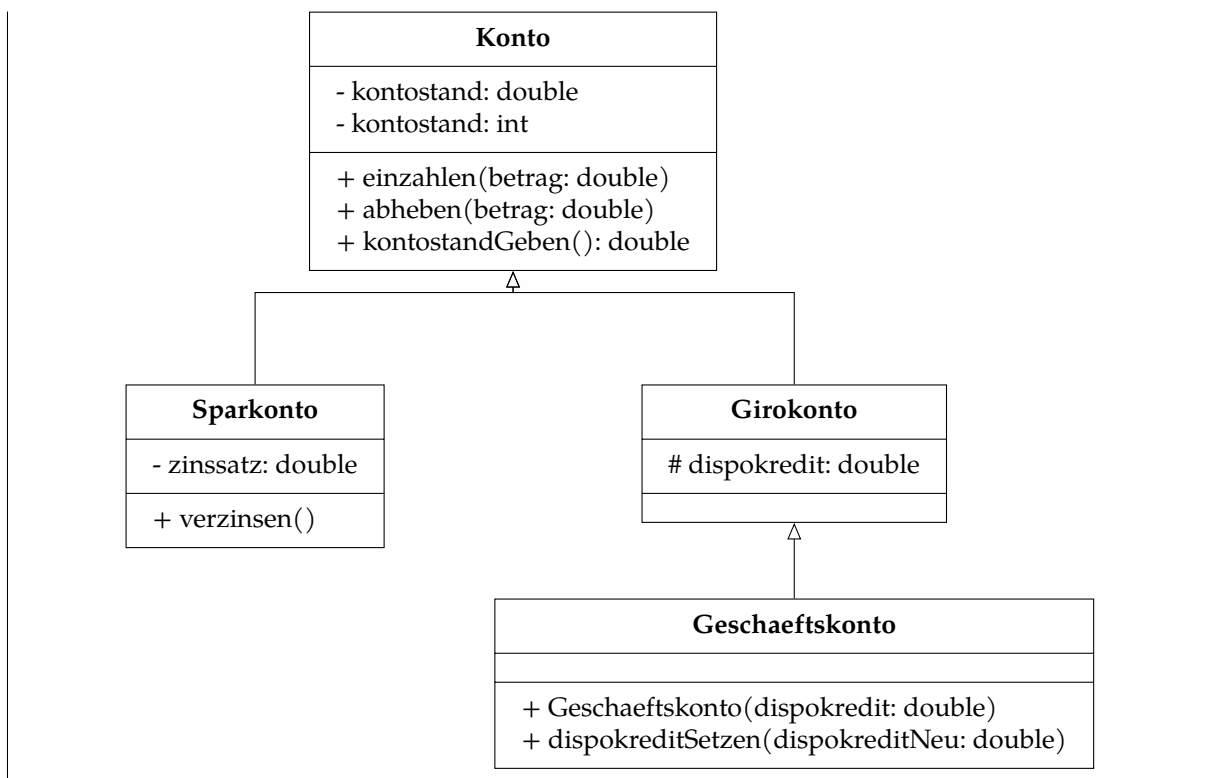 Konto
- kontostand: double
- kontostand: int
+ einzahlen(betrag: double)
+ abheben(betrag: double)
+ kontostandGeben(): double
Sparkonto
- zinssatz: double
+ verzinsen()
Girokonto
# dispokredit: double
Geschaeftskonto
+ Geschaeftskonto(dispokredit: double)
+ dispokreditSetzen(dispokreditNeu: double)